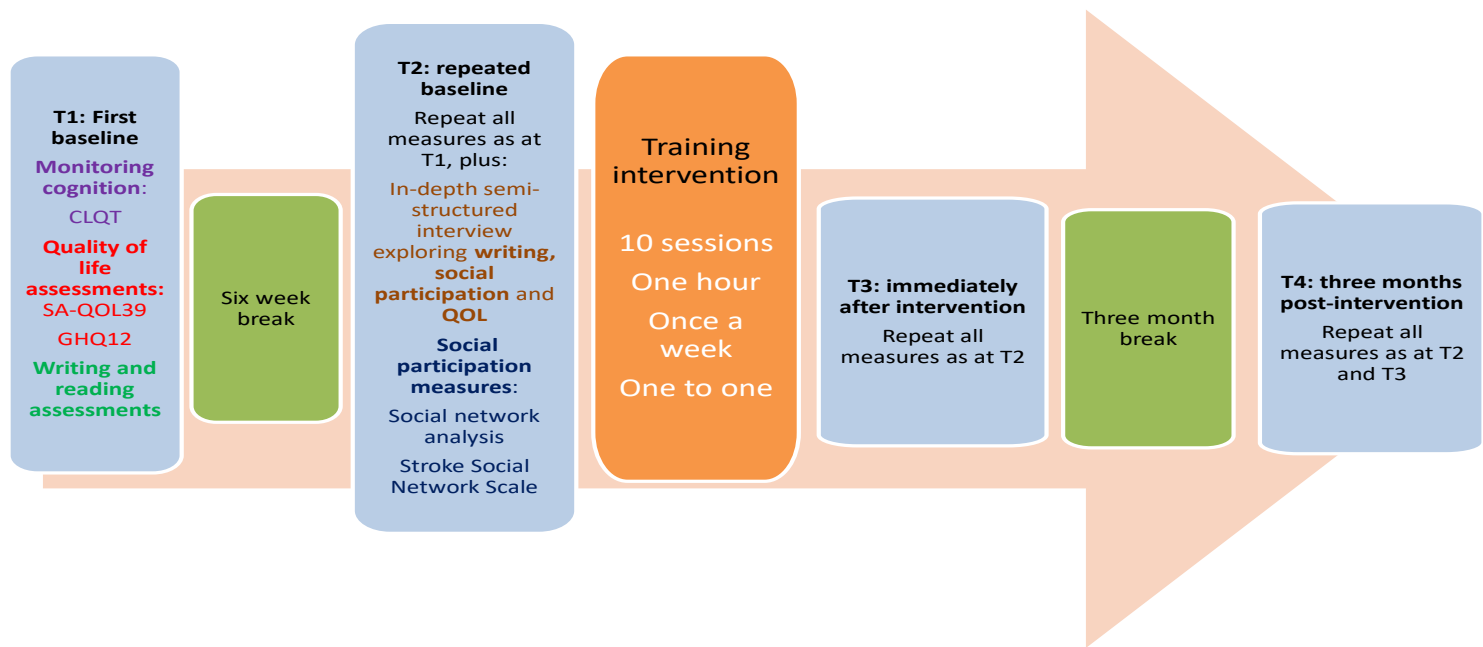 T1: First
baseline
Monitoring
cognition:
CLQT
Quality of
life
assessments:
SA-QOL39
GHQ12
Writing and
reading
assessments
Six week
break
T2: repeated
baseline
Repeat all
measures as at
T1, plus:
In-depth semi-
structured
interview
exploring writing,
social
participation and
QOL
Social
participation
measures:
Social network
analysis
Stroke Social
Network Scale
Training
intervention
10 sessions
One hour
Once a
week
One to one
T3: immediately
after intervention
Repeat all
measures as at T2
Three month
break
T4: three months
post-intervention
Repeat all
measures as at T2
and T3